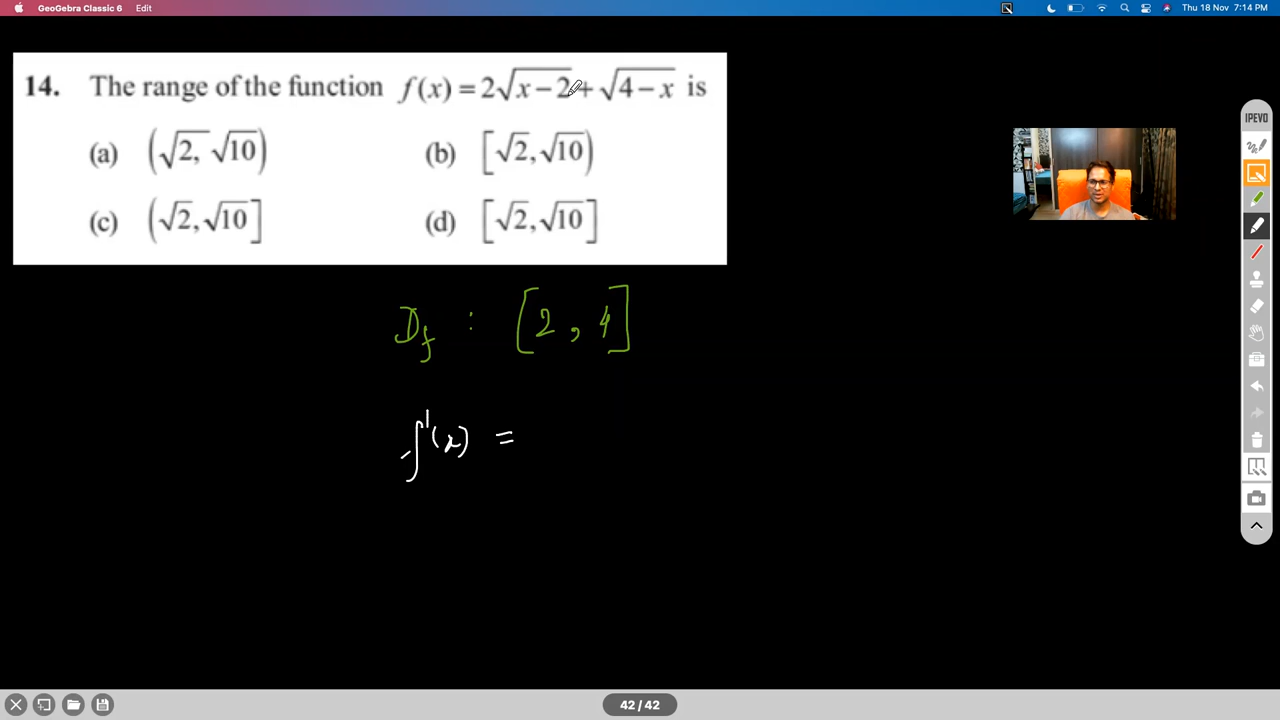 GeoGebra Classic 6 Edit Thu 18 Nov 7:14 PM
14. The range of the function f(x) = 2√(x−2) + √(4−x) is
(a) (√2, √10) (b) [√2, √10)
(c) (√2, √10] (d) [√2, √10]
IPEVO
D_f : [2, 4]
f'(x) =
42 / 42